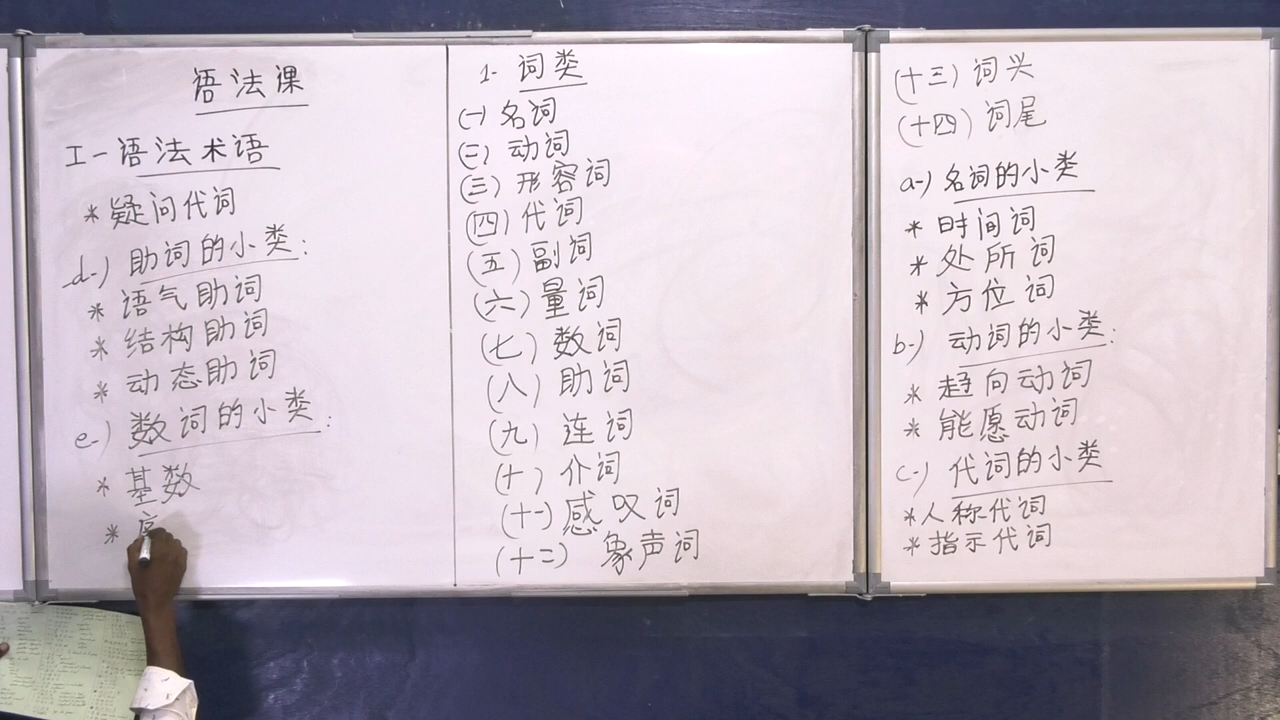 语法课
I-语法术语
* 疑问代词
d-) 助词的小类:
* 语气助词
* 结构助词
* 动态助词
e-) 数词的小类:
* 基数
* 序
1- 词类
(一) 名词
(二) 动词
(三) 形容词
(四) 代词
(五) 副词
(六) 量词
(七) 数词
(八) 助词
(九) 连词
(十) 介词
(十一) 感叹词
(十二) 象声词
(十三) 词兴
(十四) 词尾
a-) 名词的小类
* 时间词
* 处所词
* 方位词
b-) 动词的小类:
* 趋向动词
* 能愿动词
c-) 代词的小类
* 人称代词
* 指示代词